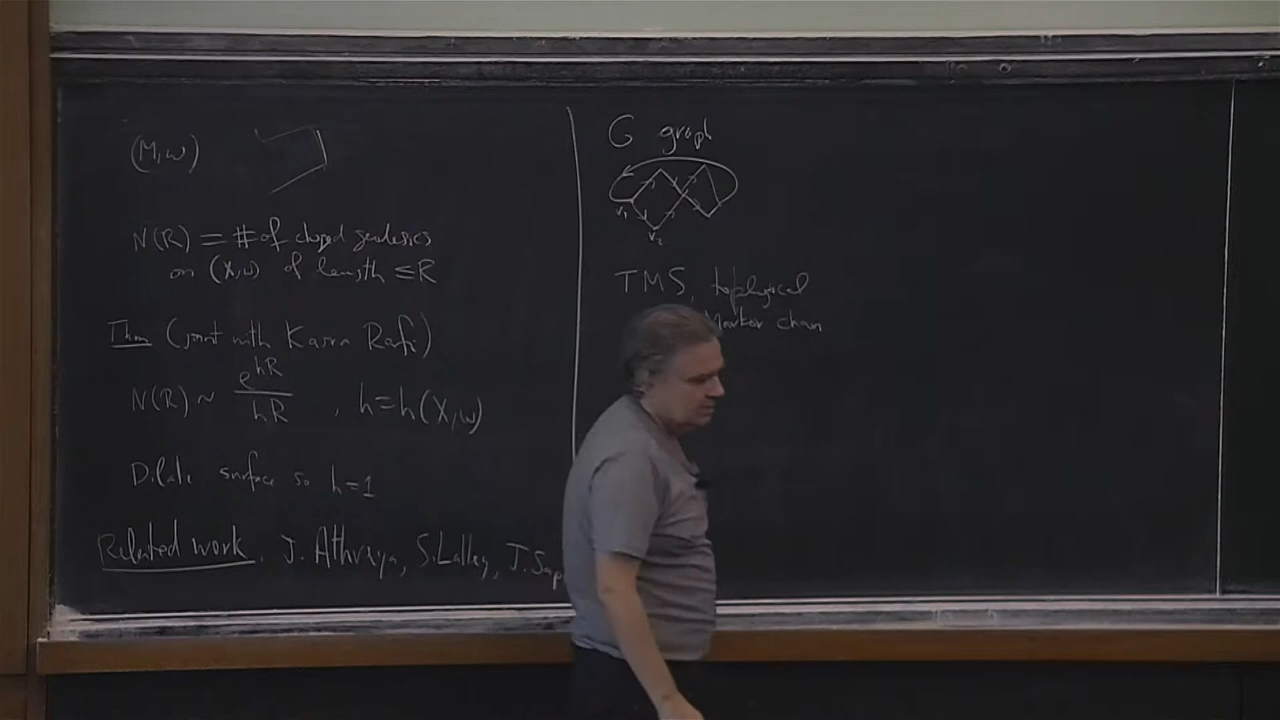 (M,ω)
N(R) = # of closed geodesics
on (X,ω) of length ≤R
Thm (joint with Kasra Rafi)
N(R) ~ e^{hR}/hR , h=h(X,ω)
Dilate surface so h=1
Related work. J. Athreya, S. Lalley, J. Sap
G graph
v₁
v₂
TMS, topological
Markov chain